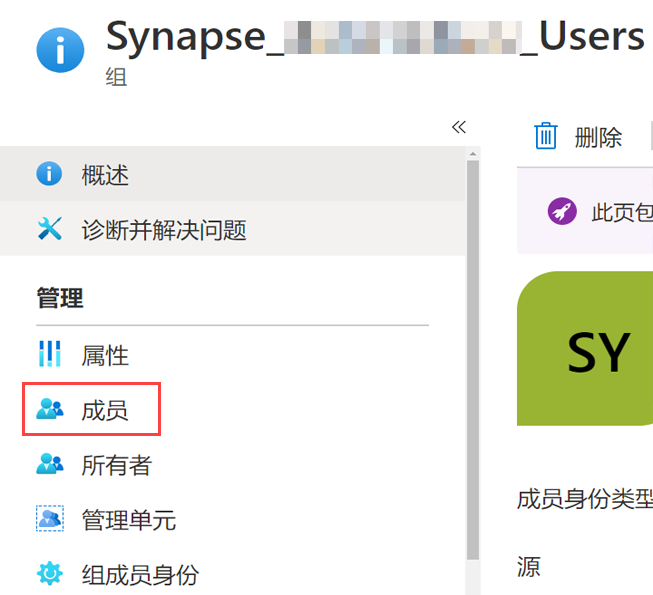 Synapse_ _Users
组
«
删除
概述
此页包
诊断并解决问题
管理
属性
SY
成员
所有者
成员身份类型
管理单元
源
组成员身份